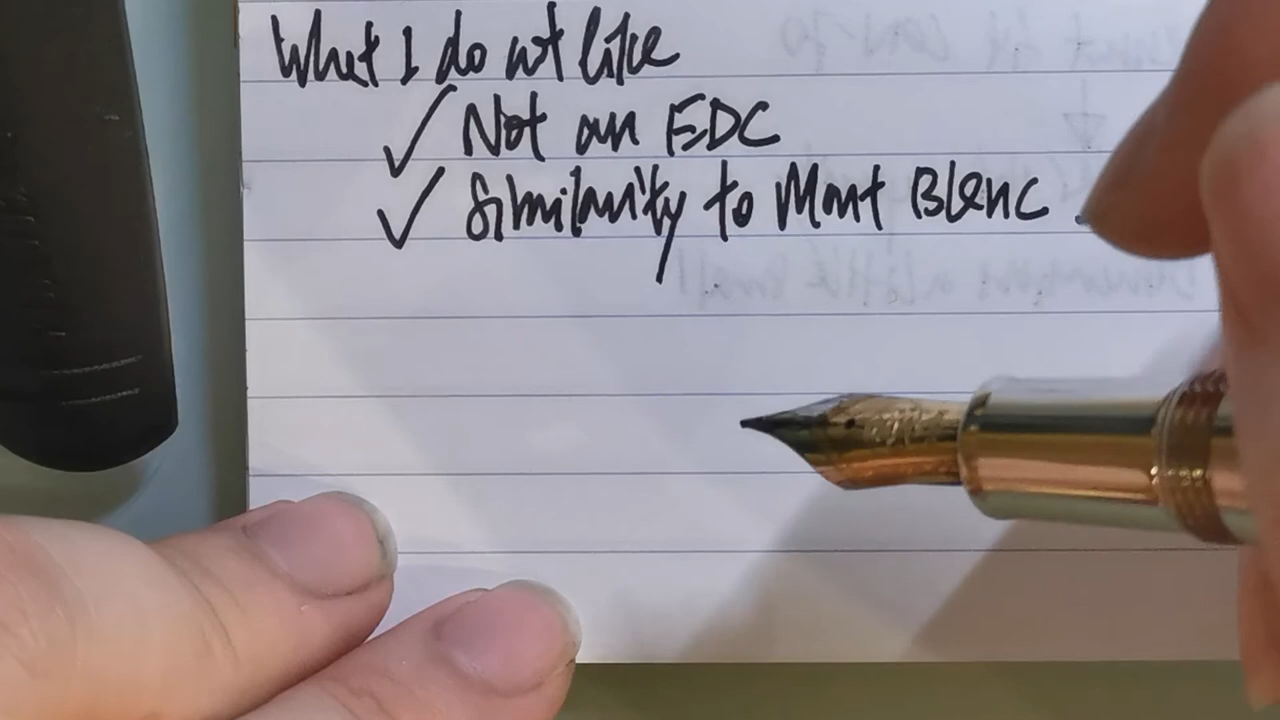 What I do not like
✓ Not an EDC
✓ Similarity to Mont Blanc.